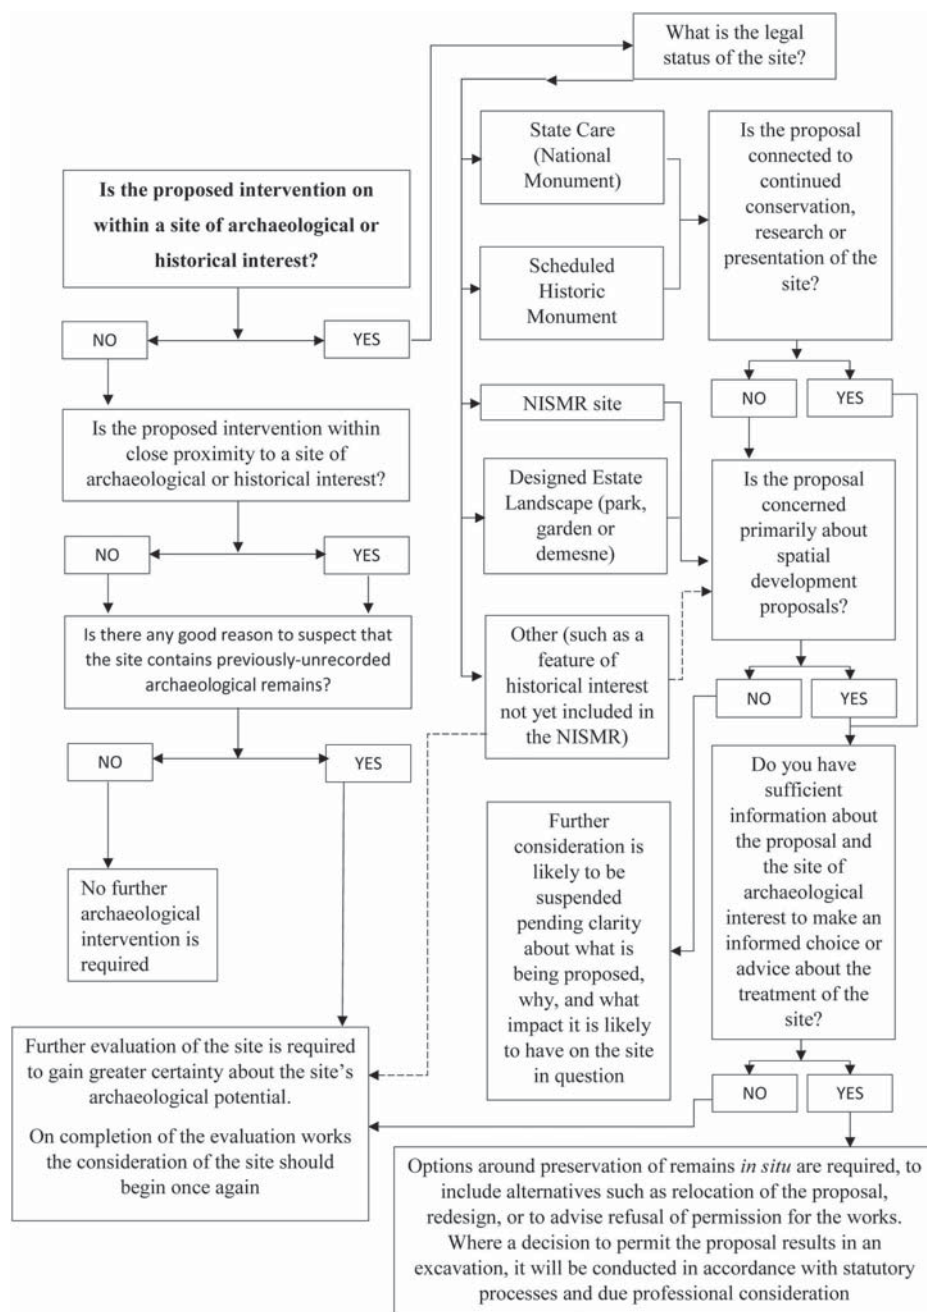 What is the legal
status of the site?
Is the proposed intervention on
within a site of archaeological or
historical interest?
NO
YES
Is the proposed intervention within
close proximity to a site of
archaeological or historical interest?
NO
YES
Is there any good reason to suspect that
the site contains previously-unrecorded
archaeological remains?
NO
YES
No further
archaeological
intervention is
required
Further evaluation of the site is required
to gain greater certainty about the site's
archaeological potential.
On completion of the evaluation works
the consideration of the site should
begin once again
State Care
(National
Monument)
Scheduled
Historic
Monument
NISMR site
Designed Estate
Landscape (park,
garden or
demesne)
Other (such as a
feature of
historical interest
not yet included in
the NISMR)
Further
consideration is
likely to be
suspended
pending clarity
about what is
being proposed,
why, and what
impact it is likely
to have on the site
in question
Is the proposal
connected to
continued
conservation,
research or
presentation of the
site?
NO
YES
Is the proposal
concerned
primarily about
spatial
development
proposals?
NO
YES
Do you have
sufficient
information about
the proposal and
the site of
archaeological
interest to make an
informed choice or
advice about the
treatment of the
site?
NO
YES
Options around preservation of remains in situ are required, to
include alternatives such as relocation of the proposal,
redesign, or to advise refusal of permission for the works.
Where a decision to permit the proposal results in an
excavation, it will be conducted in accordance with statutory
processes and due professional consideration